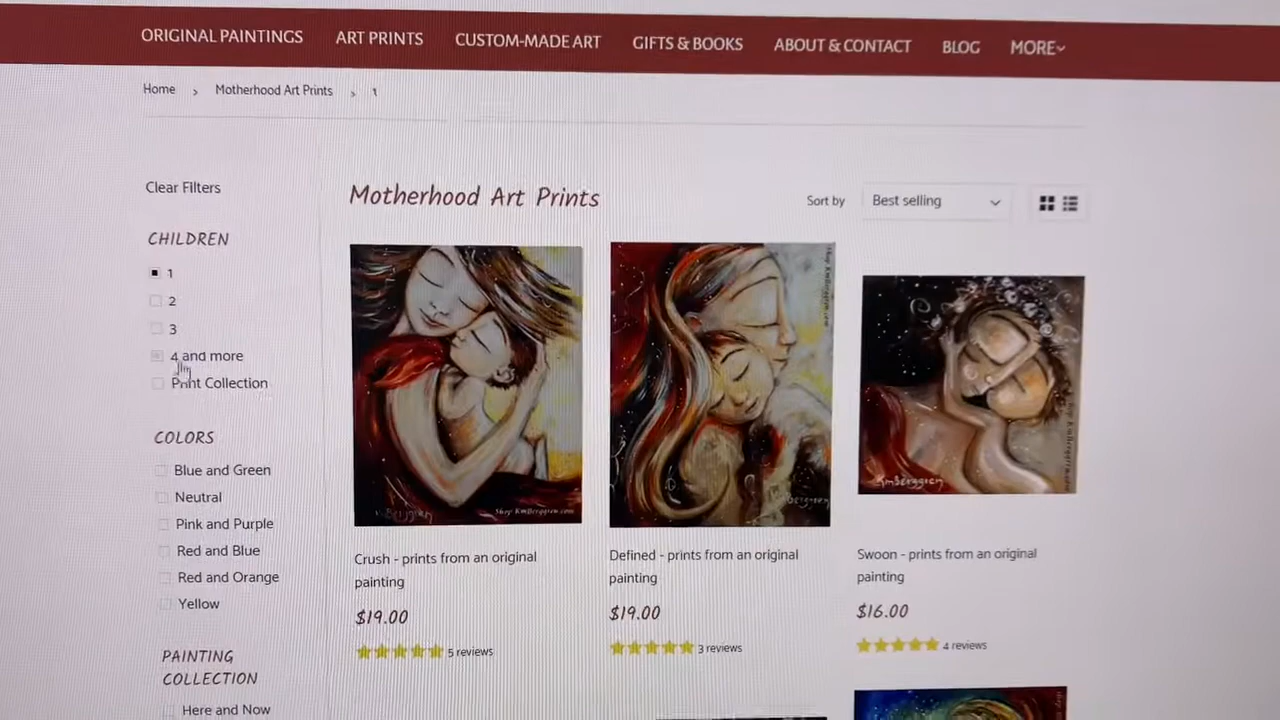 ORIGINAL PAINTINGS ART PRINTS CUSTOM-MADE ART GIFTS & BOOKS ABOUT & CONTACT BLOG MORE
Home > Motherhood Art Prints > 1
Clear Filters
Motherhood Art Prints
Sort by Best selling
CHILDREN
1
2
3
4 and more
Print Collection
COLORS
Blue and Green
Neutral
Pink and Purple
Red and Blue
Red and Orange
Yellow
PAINTING
COLLECTION
Here and Now
Shop KmBerggren.com
KmBerggren
Crush - prints from an original
painting
$19.00
5 reviews
Defined - prints from an original
painting
$19.00
3 reviews
Swoon - prints from an original
painting
$16.00
4 reviews